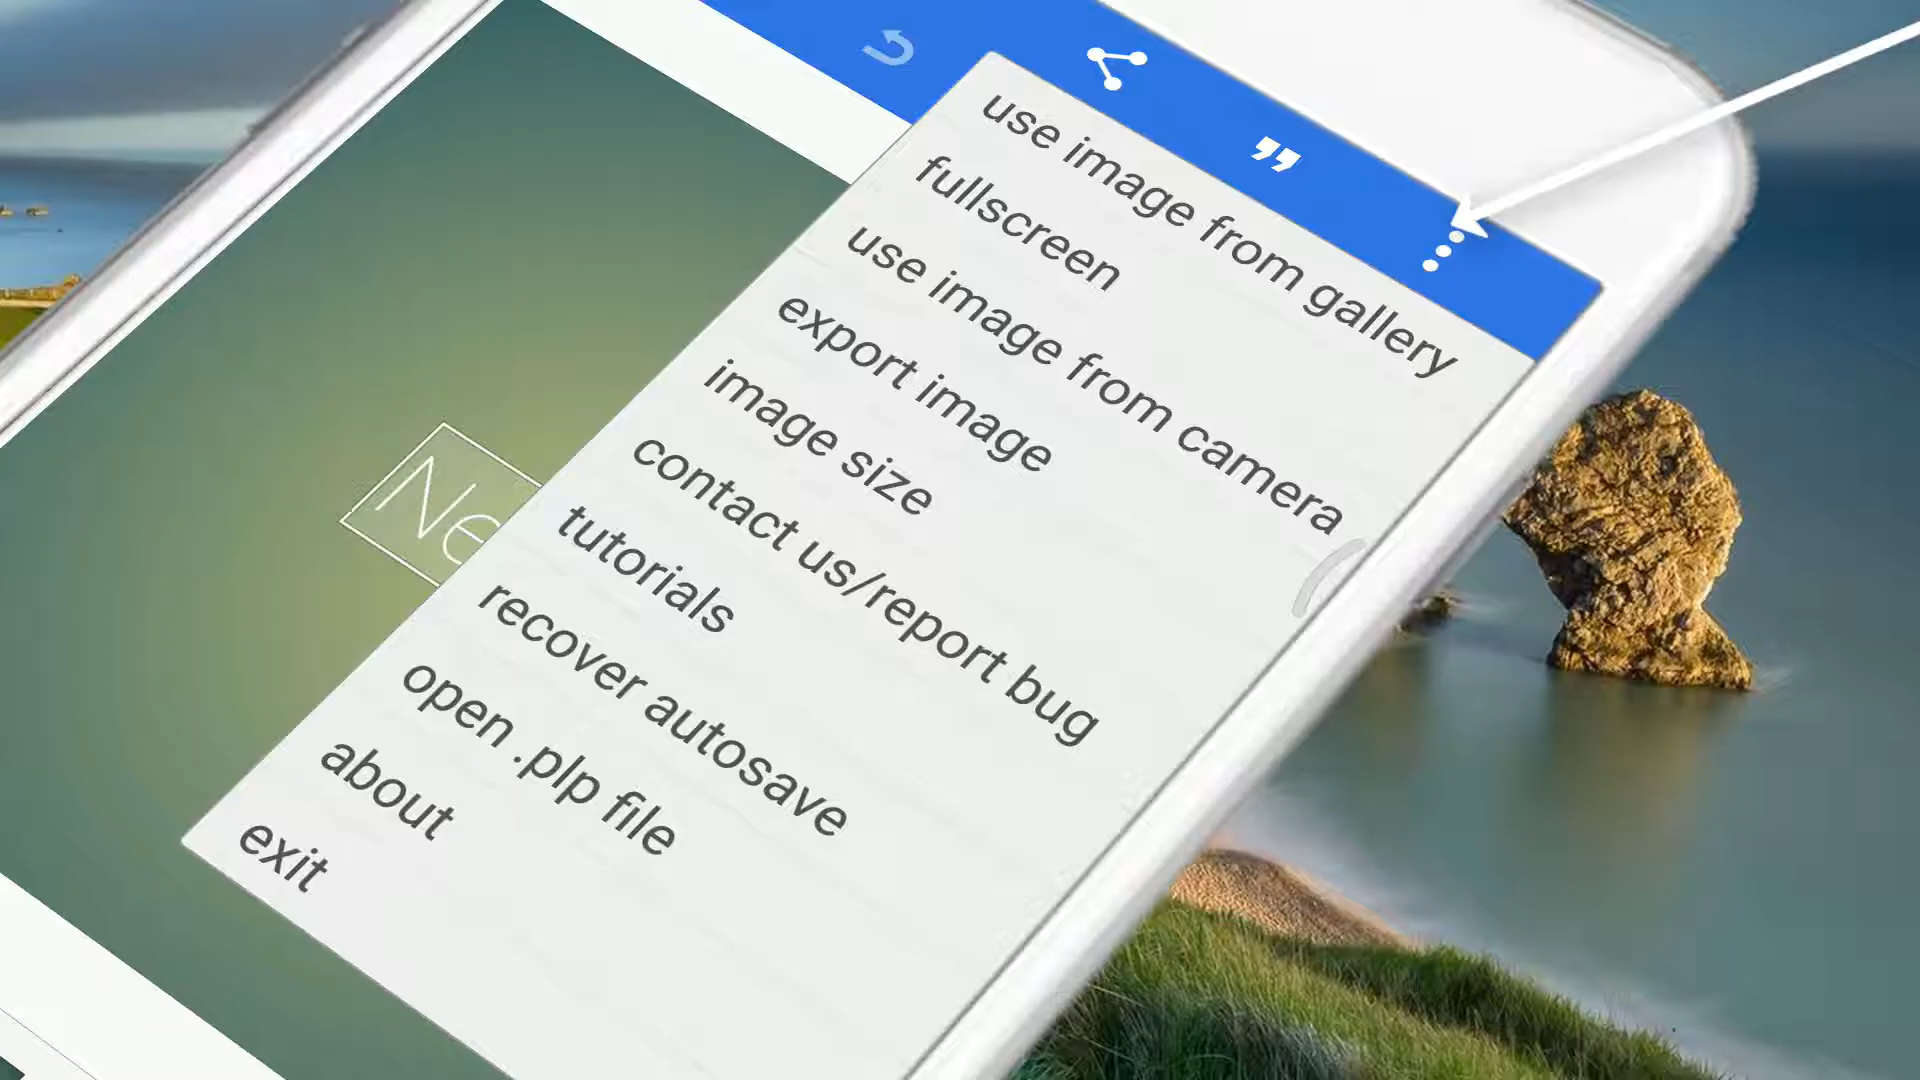 use image from gallery
fullscreen
use image from camera
export image
image size
contact us/report bug
tutorials
recover autosave
open .plp file
about
exit
Ne